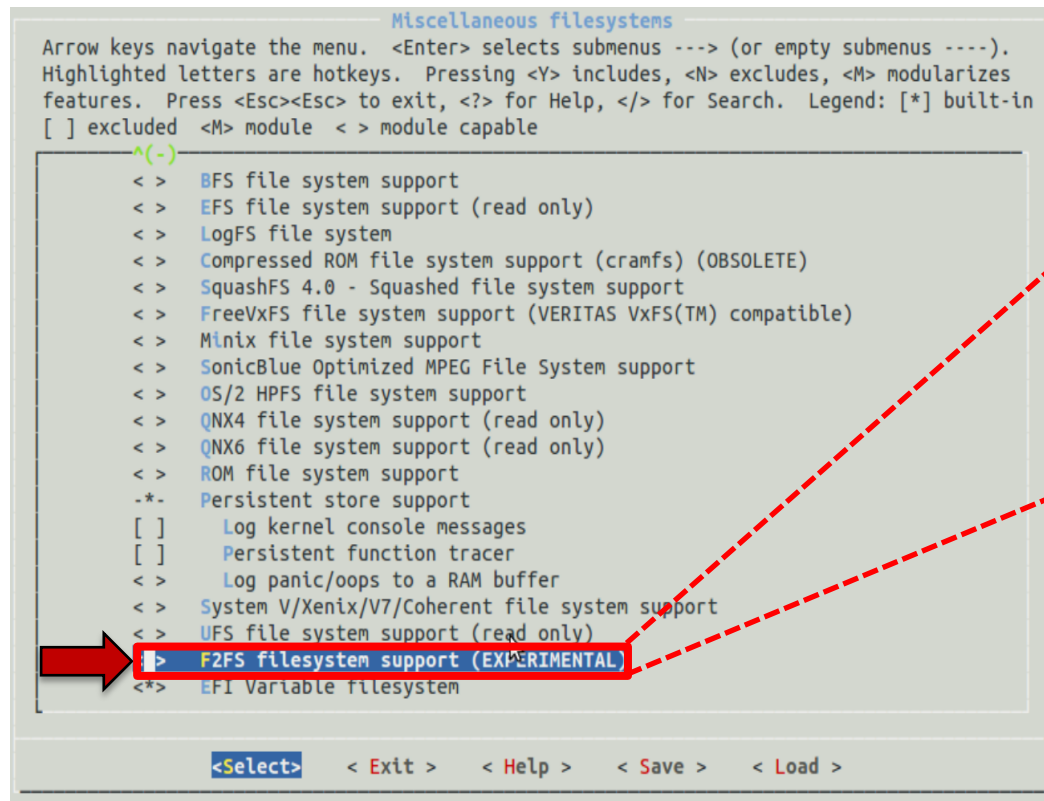 Miscellaneous filesystems
Arrow keys navigate the menu.  <Enter> selects submenus ---> (or empty submenus ----).
Highlighted letters are hotkeys.  Pressing <Y> includes, <N> excludes, <M> modularizes
features.  Press <Esc><Esc> to exit, <?> for Help, </> for Search.  Legend: [*] built-in
[ ] excluded  <M> module  < > module capable
^(-)
< >   BFS file system support
< >   EFS file system support (read only)
< >   LogFS file system
< >   Compressed ROM file system support (cramfs) (OBSOLETE)
< >   SquashFS 4.0 - Squashed file system support
< >   FreeVxFS file system support (VERITAS VxFS(TM) compatible)
< >   Minix file system support
< >   SonicBlue Optimized MPEG File System support
< >   OS/2 HPFS file system support
< >   QNX4 file system support (read only)
< >   QNX6 file system support (read only)
< >   ROM file system support
-*-   Persistent store support
[ ]     Log kernel console messages
[ ]     Persistent function tracer
< >     Log panic/oops to a RAM buffer
< >   System V/Xenix/V7/Coherent file system support
< >   UFS file system support (read only)
< >   F2FS filesystem support (EXPERIMENTAL)
<*>   EFI Variable filesystem
<Select>    < Exit >    < Help >    < Save >    < Load >